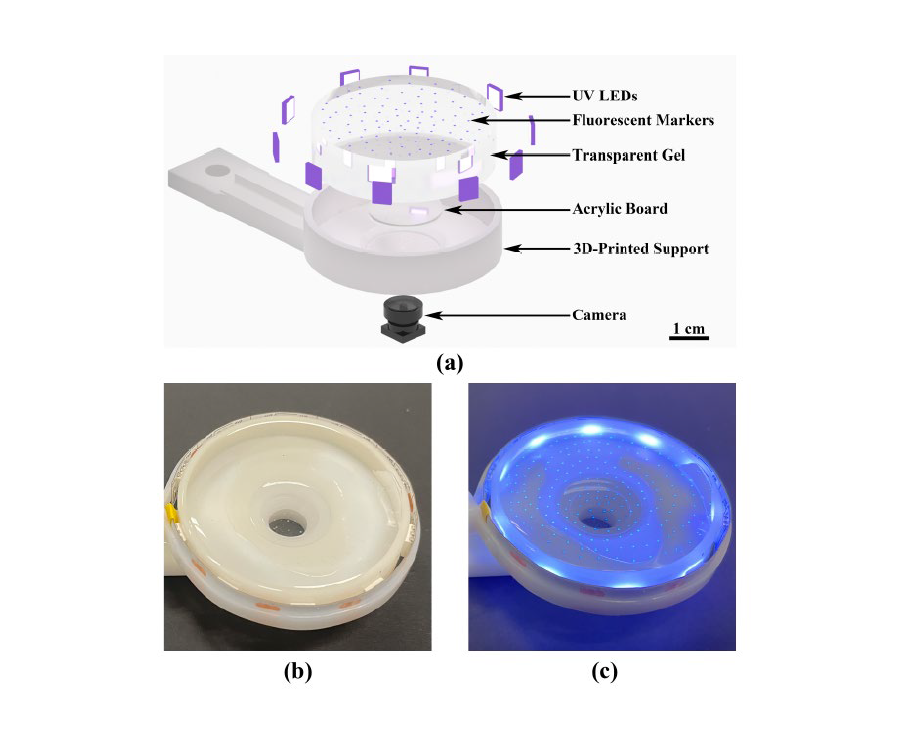 UV LEDs
Fluorescent Markers
Transparent Gel
Acrylic Board
3D-Printed Support
Camera
1 cm
(a)
(b) (c)